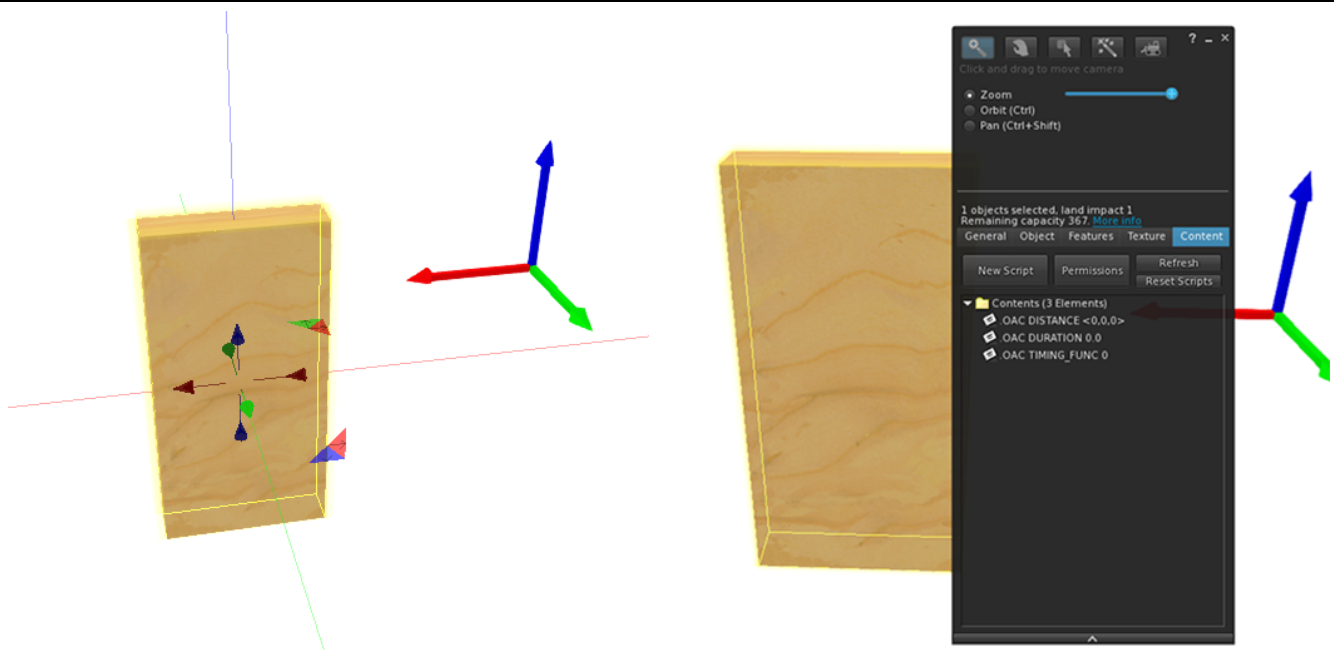 ? _ ×
Click and drag to move camera
Zoom
Orbit (Ctrl)
Pan (Ctrl+Shift)
1 objects selected, land impact 1
Remaining capacity 367. More info
General Object Features Texture Content
New Script Permissions Refresh
Reset Scripts
Contents (3 Elements)
.OAC DISTANCE <0,0,0>
.OAC DURATION 0.0
.OAC TIMING_FUNC 0